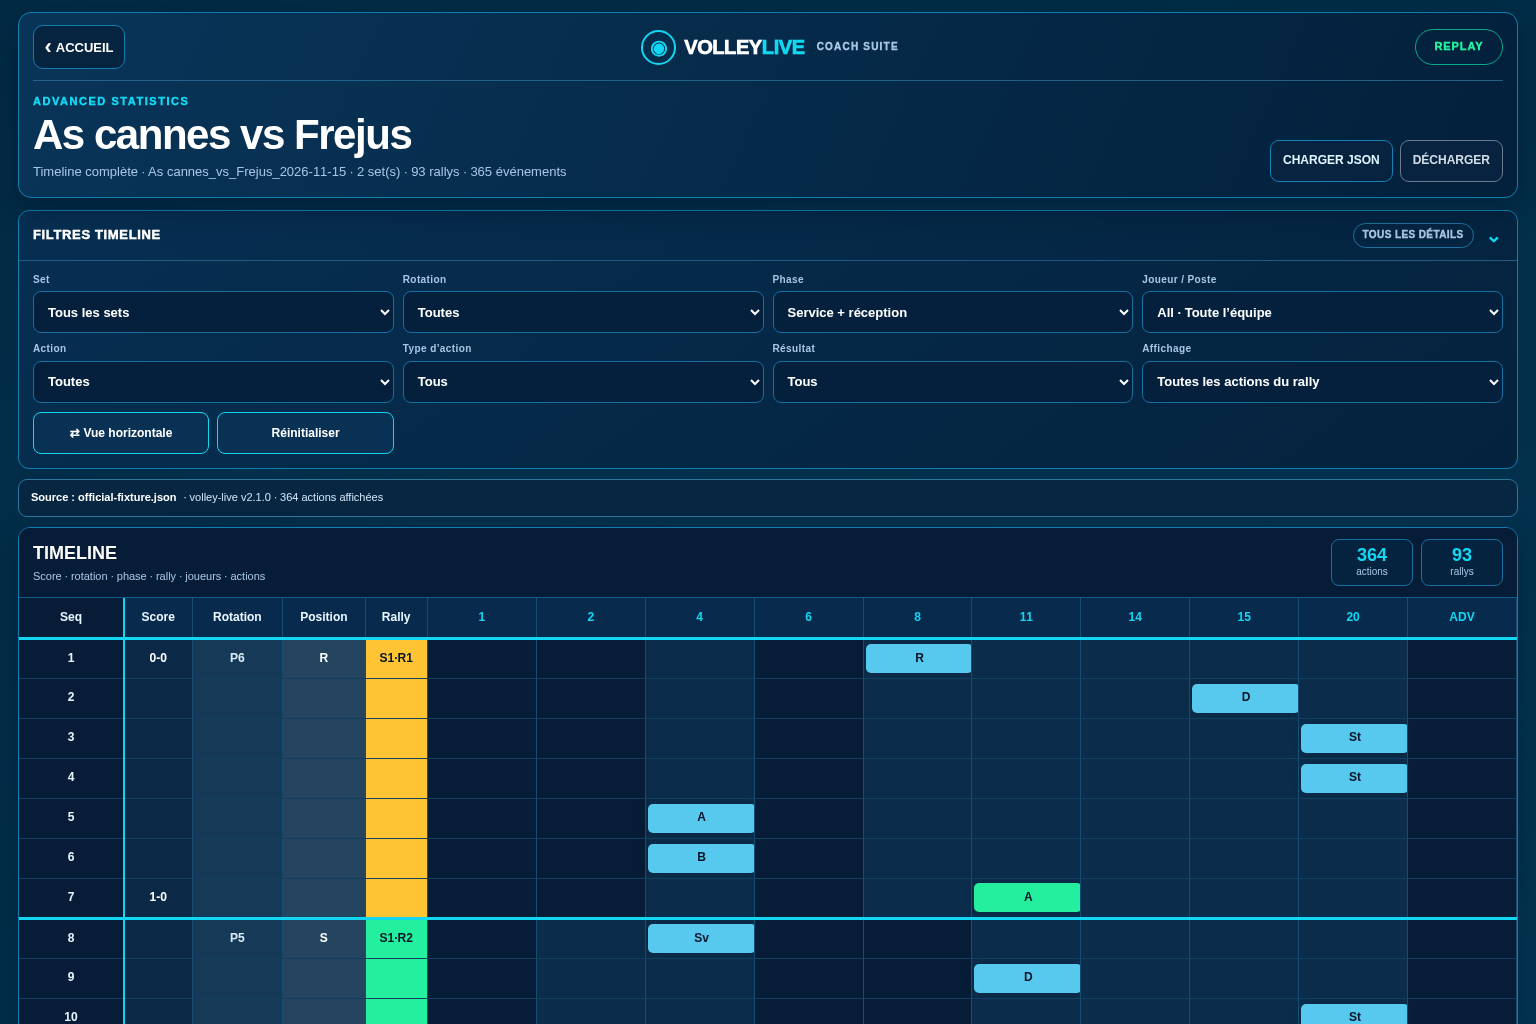 ‹ ACCUEIL
VOLLEYLIVE COACH SUITE
REPLAY
ADVANCED STATISTICS
As cannes vs Frejus
Timeline complète · As cannes_vs_Frejus_2026-11-15 · 2 set(s) · 93 rallys · 365 événements
CHARGER JSON
DÉCHARGER
FILTRES TIMELINE
TOUS LES DÉTAILS
Set Rotation Phase Joueur / Poste
Tous les sets Toutes Service + réception All · Toute l’équipe
Action Type d’action Résultat Affichage
Toutes Tous Tous Toutes les actions du rally
⇄ Vue horizontale Réinitialiser
Source : official-fixture.json · volley-live v2.1.0 · 364 actions affichées
TIMELINE
Score · rotation · phase · rally · joueurs · actions
364 actions
93 rallys
Seq Score Rotation Position Rally 1 2 4 6 8 11 14 15 20 ADV
1 0-0 P6 R S1·R1 R
2 D
3 St
4 St
5 A
6 B
7 1-0 A
8 P5 S S1·R2 Sv
9 D
10 St